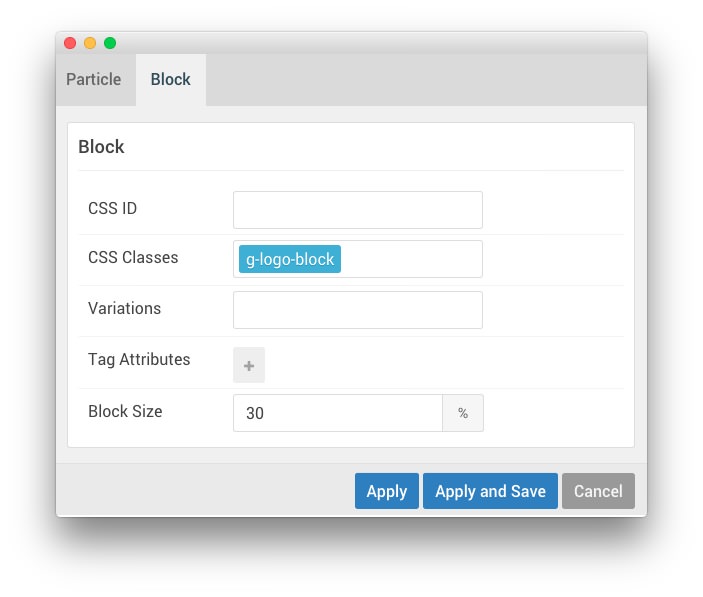 Particle Block
Block
CSS ID
CSS Classes g-logo-block
Variations
Tag Attributes +
Block Size 30 %
Apply Apply and Save Cancel